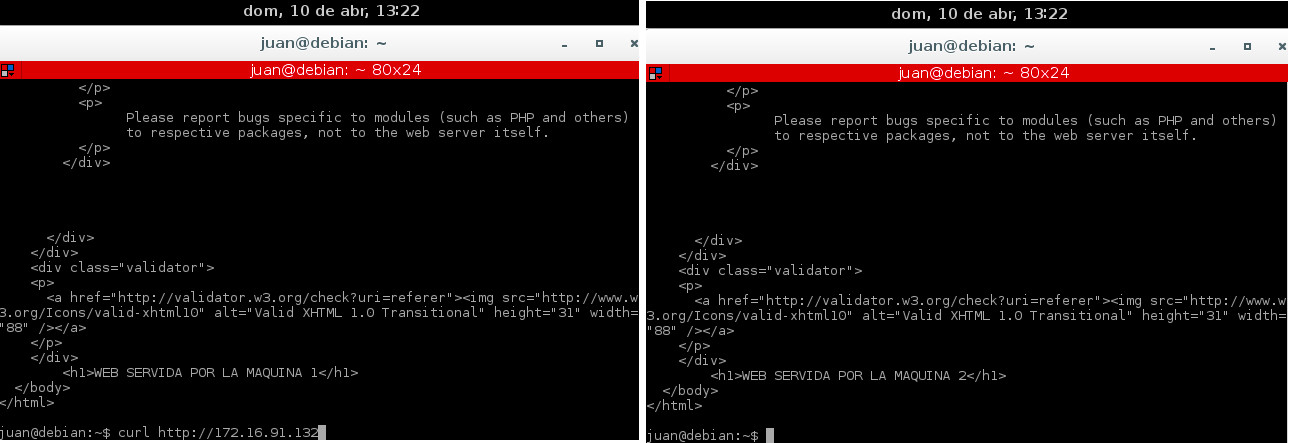 dom, 10 de abr, 13:22
juan@debian: ~
juan@debian: ~ 80x24
</p>
<p>
Please report bugs specific to modules (such as PHP and others)
to respective packages, not to the web server itself.
</p>
</div>
</div>
</div>
<div class="validator">
<p>
<a href="http://validator.w3.org/check?uri=referer"><img src="http://www.w
3.org/Icons/valid-xhtml10" alt="Valid XHTML 1.0 Transitional" height="31" width=
"88" /></a>
</p>
</div>
<h1>WEB SERVIDA POR LA MAQUINA 1</h1>
</body>
</html>
juan@debian:~$ curl http://172.16.91.132
dom, 10 de abr, 13:22
juan@debian: ~
juan@debian: ~ 80x24
</p>
<p>
Please report bugs specific to modules (such as PHP and others)
to respective packages, not to the web server itself.
</p>
</div>
</div>
</div>
<div class="validator">
<p>
<a href="http://validator.w3.org/check?uri=referer"><img src="http://www.w
3.org/Icons/valid-xhtml10" alt="Valid XHTML 1.0 Transitional" height="31" width=
"88" /></a>
</p>
</div>
<h1>WEB SERVIDA POR LA MAQUINA 2</h1>
</body>
</html>
juan@debian:~$